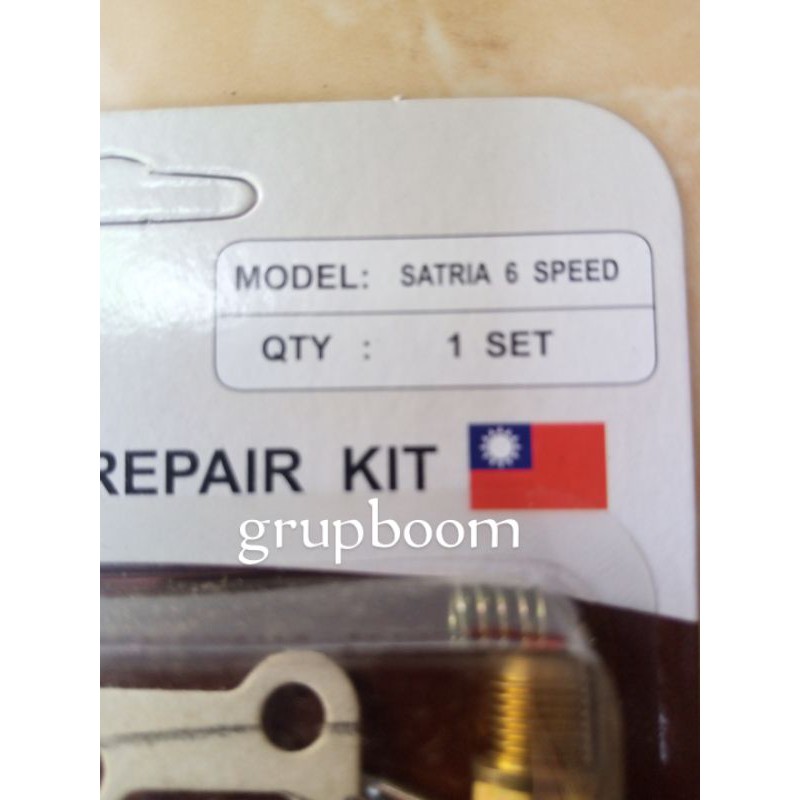 MODEL: SATRIA 6 SPEED
QTY : 1 SET
REPAIR KIT
grupboom